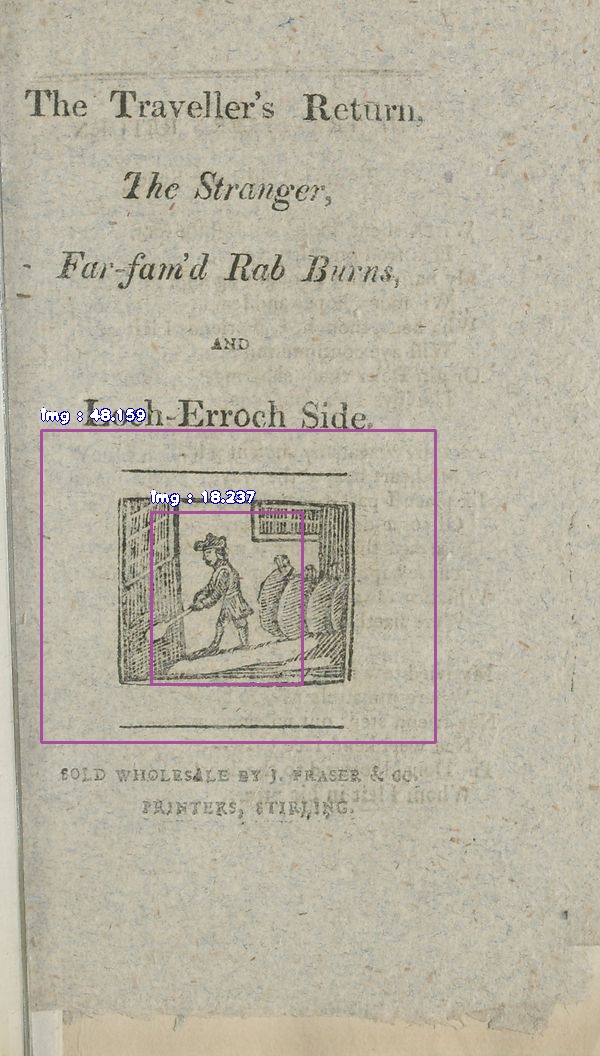 The Traveller's Return.
The Stranger,
Far-fam'd Rab Burns,
AND
Loch-Erroch Side.
img : 48.159
img : 18.237
SOLD WHOLESALE BY J. FRASER & CO.
PRINTERS, STIRLING.